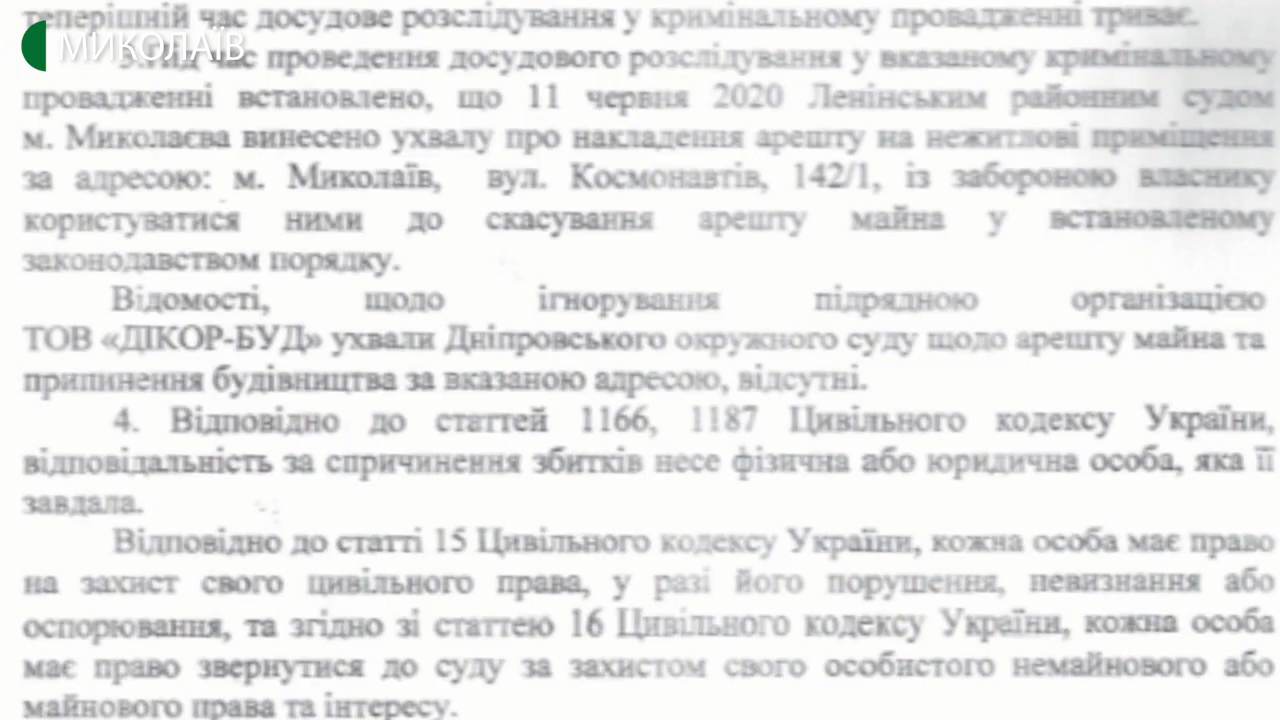 теперішній час досудове розслідування у кримінальному провадженні триває.
МИКОЛАЇВ
3. Під час проведення досудового розслідування у вказаному кримінальному
провадженні встановлено, що 11 червня 2020 Ленінським районним судом
м. Миколаєва винесено ухвалу про накладення арешту на нежитлові приміщення
за адресою: м. Миколаїв, вул. Космонавтів, 142/1, із забороною власнику
користуватися ними до скасування арешту майна у встановленому
законодавством порядку.
Відомості, щодо ігнорування підрядною організацією
ТОВ «ДІКОР-БУД» ухвали Дніпровського окружного суду щодо арешту майна та
припинення будівництва за вказаною адресою, відсутні.
4. Відповідно до статтей 1166, 1187 Цивільного кодексу України,
відповідальність за спричинення збитків несе фізична або юридична особа, яка її
завдала.
Відповідно до статті 15 Цивільного кодексу України, кожна особа має право
на захист свого цивільного права, у разі його порушення, невизнання або
оспорювання, та згідно зі статтею 16 Цивільного кодексу України, кожна особа
має право звернутися до суду за захистом свого особистого немайнового або
майнового права та інтересу.